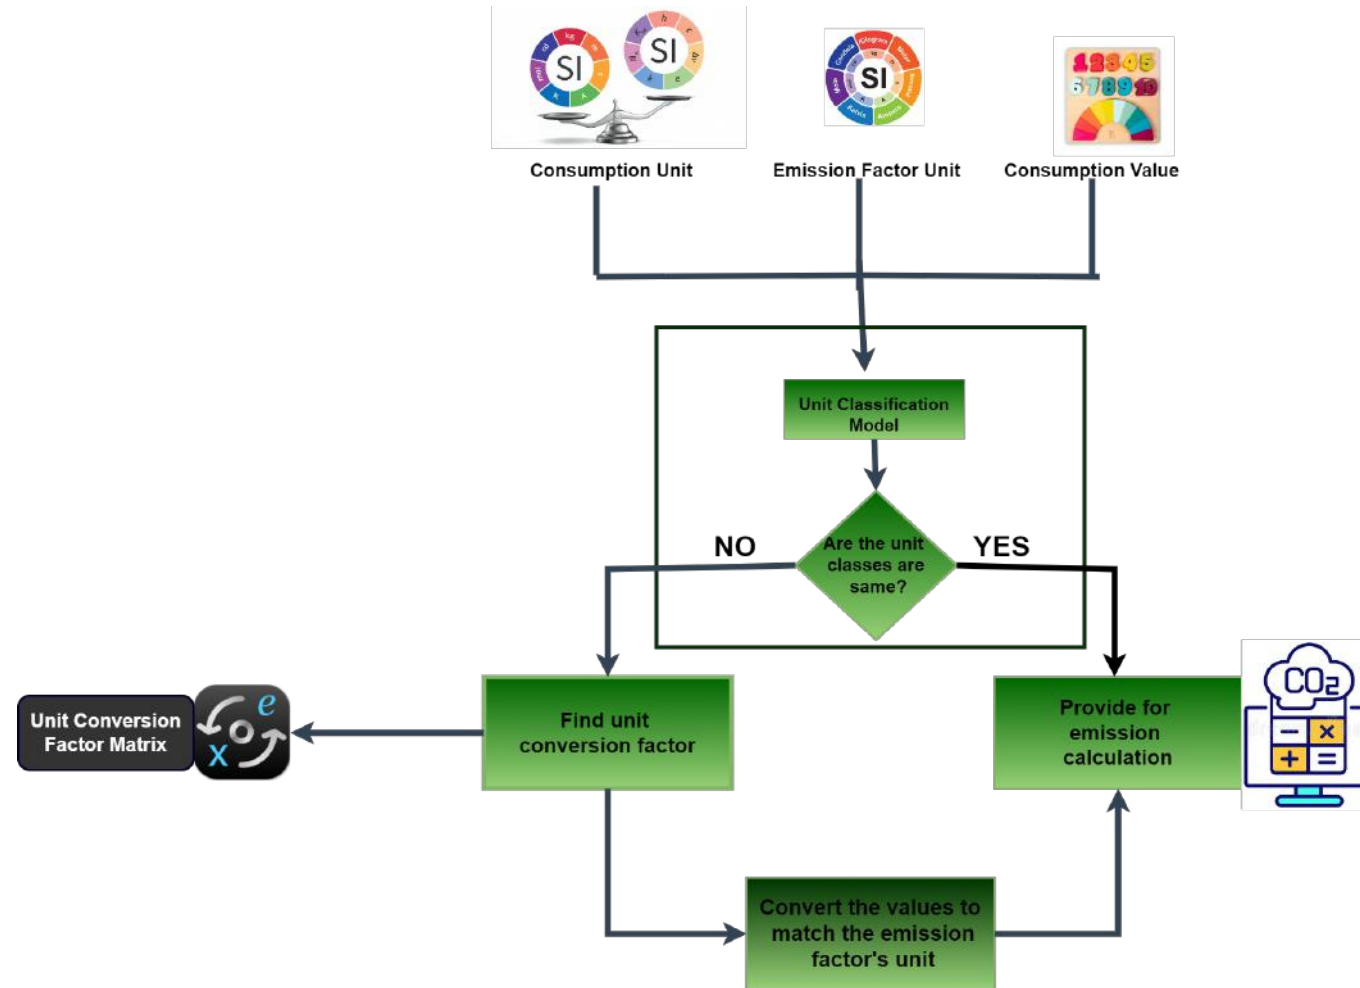 SI
SI
SI
Consumption Unit
Emission Factor Unit
Consumption Value
Unit Classification
Model
NO
Are the unit
classes are
same?
YES
Unit Conversion
Factor Matrix
e
X
Find unit
conversion factor
Provide for
emission
calculation
CO2
Convert the values to
match the emission
factor's unit